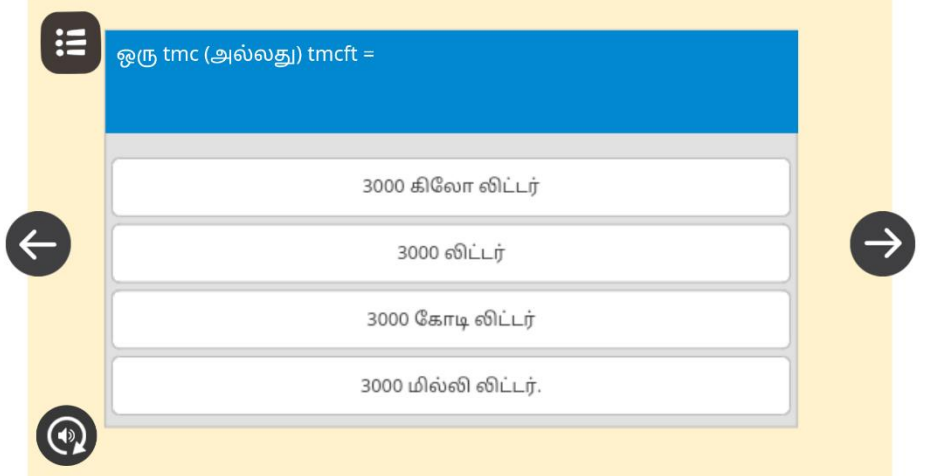 ஒரு tmc (அல்லது) tmcft =
3000 கிலோ லிட்டர்
3000 லிட்டர்
3000 கோடி லிட்டர்
3000 மில்லி லிட்டர்.